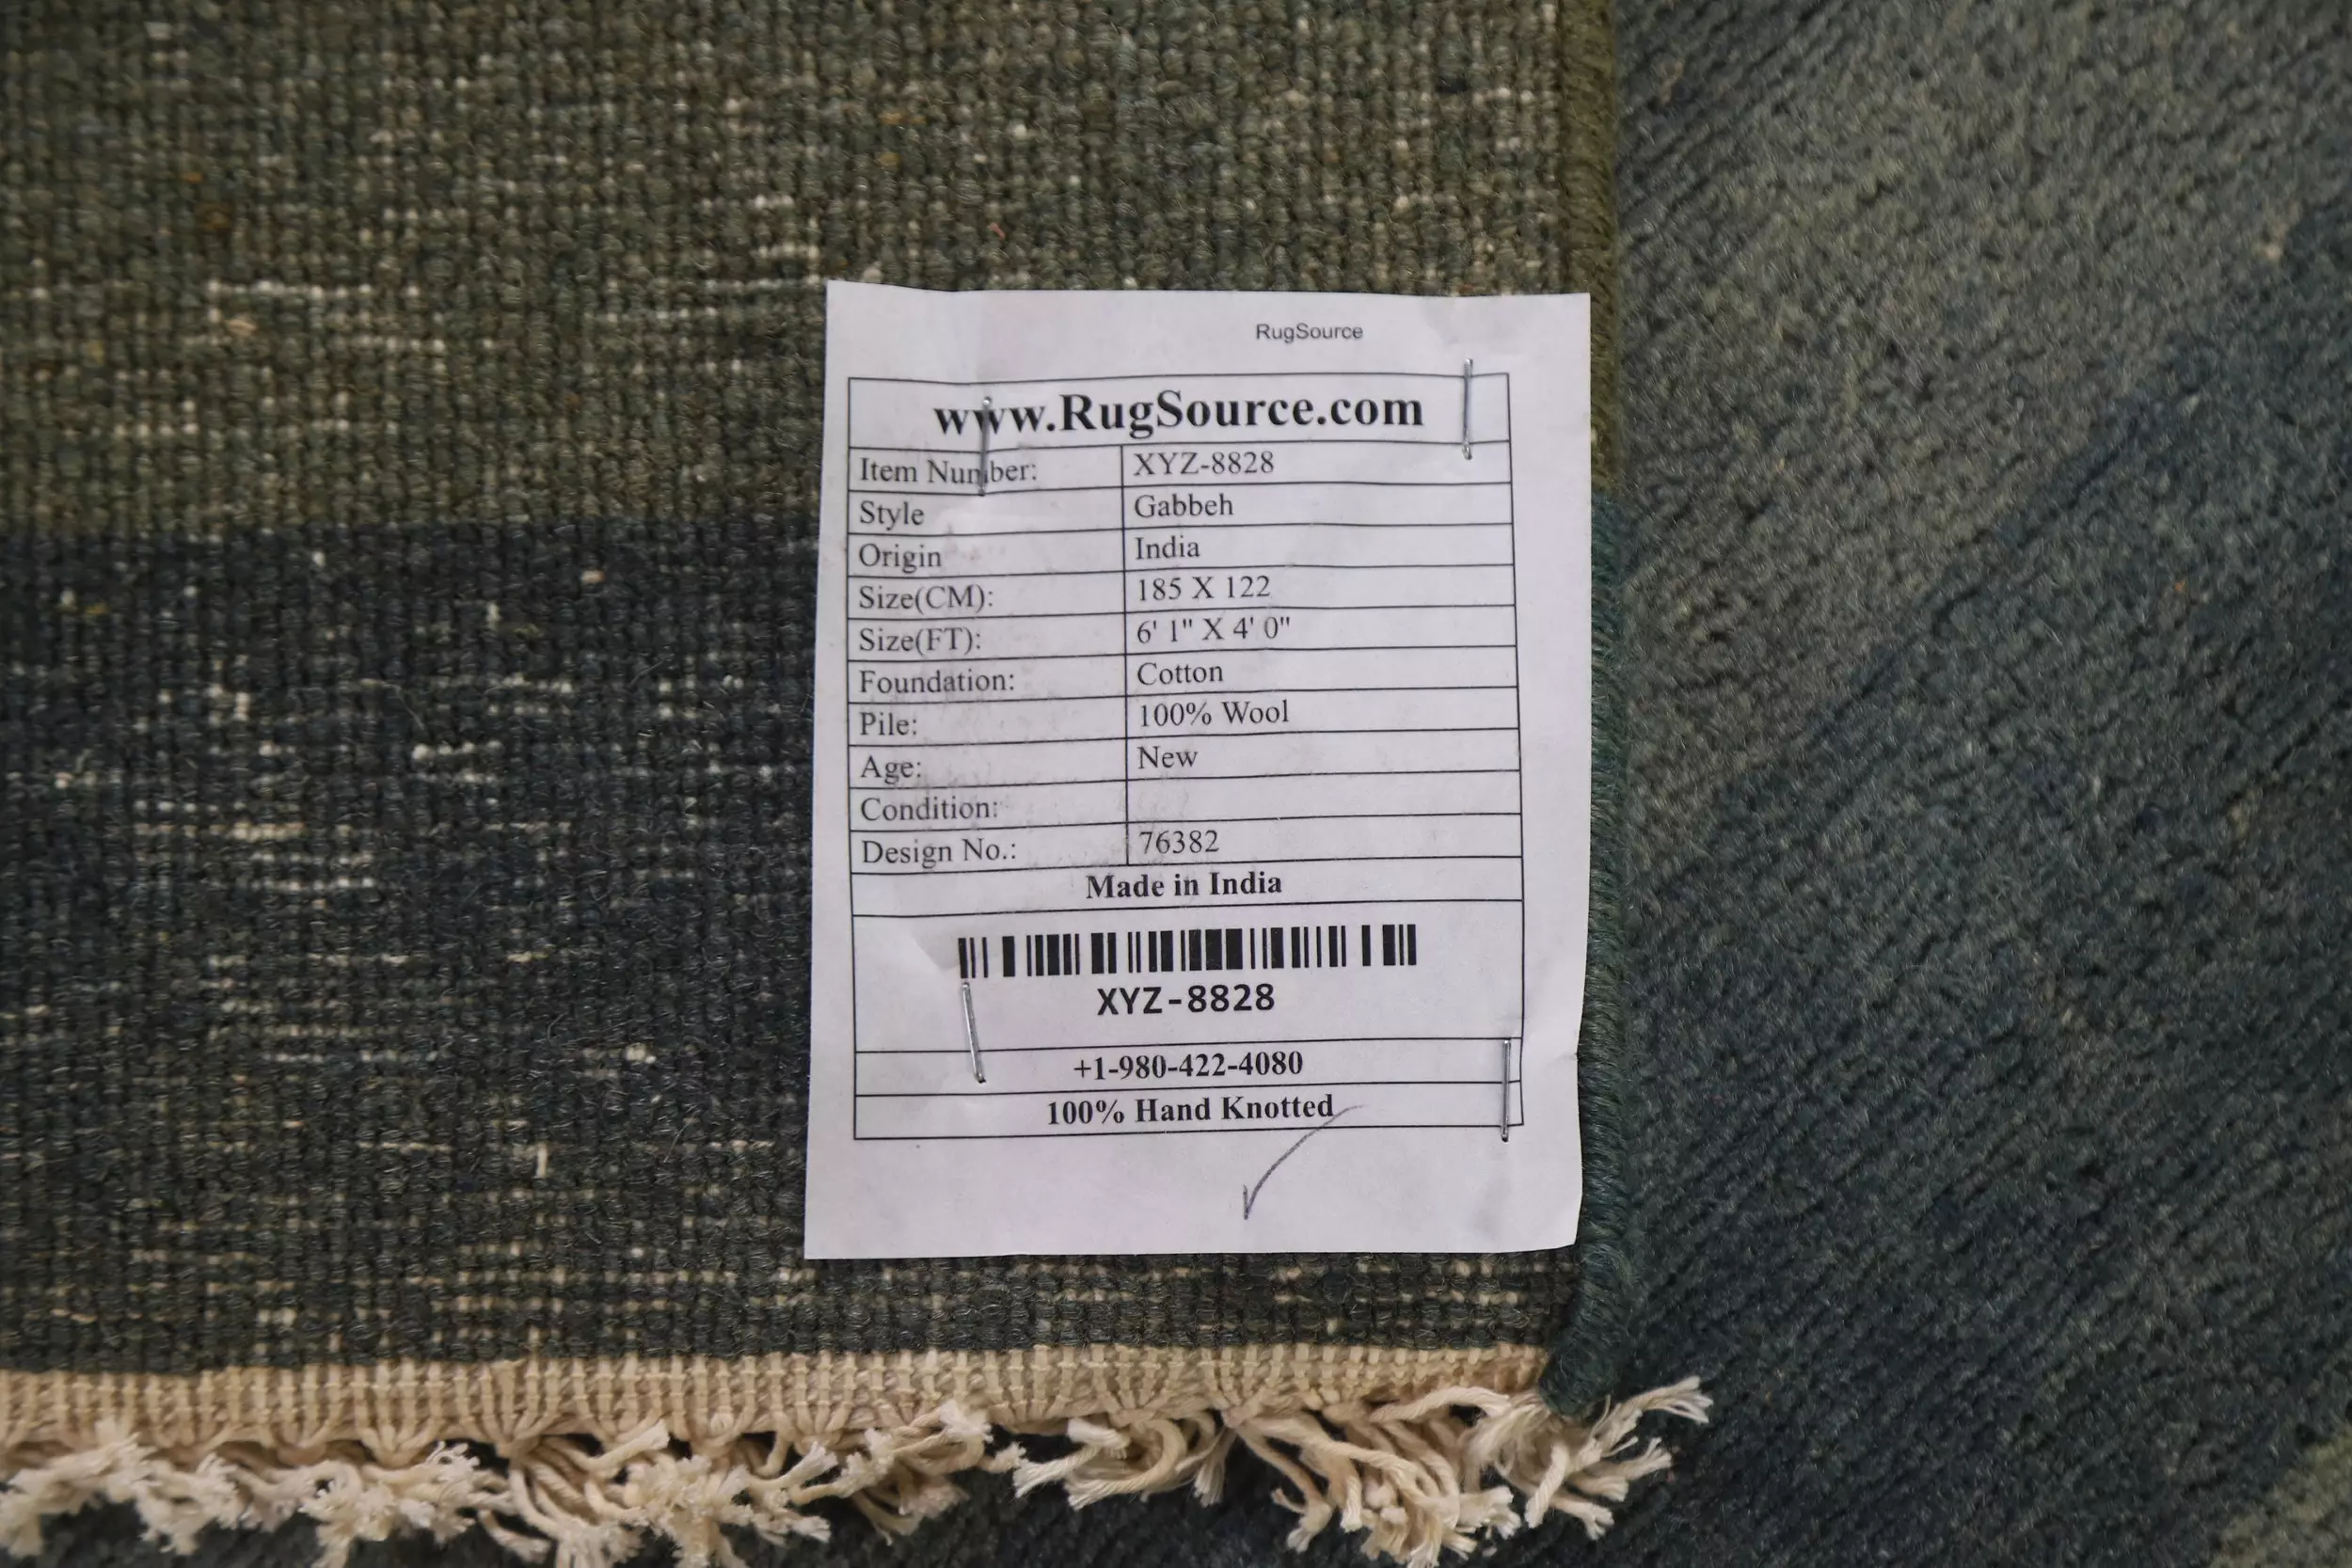 RugSource
www.RugSource.com
Item Number: XYZ-8828
Style Gabbeh
Origin India
Size(CM): 185 X 122
Size(FT): 6' 1" X 4' 0"
Foundation: Cotton
Pile: 100% Wool
Age: New
Condition:
Design No.: 76382
Made in India
XYZ-8828
+1-980-422-4080
100% Hand Knotted